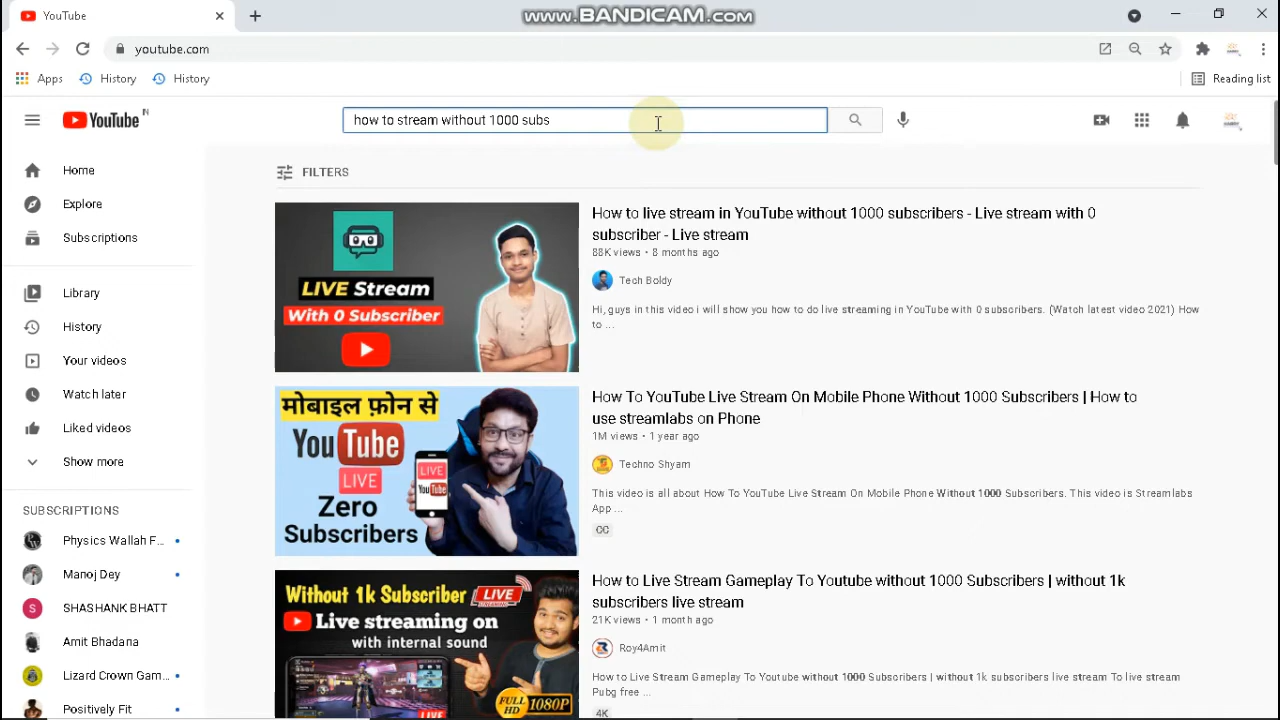 YouTube
www.BANDICAM.com
youtube.com
Apps
History
History
Reading list
YouTube IN
how to stream without 1000 subs
Home
Explore
Subscriptions
Library
History
Your videos
Watch later
Liked videos
Show more
SUBSCRIPTIONS
Physics Wallah F...
Manoj Dey
SHASHANK BHATT
Amit Bhadana
Lizard Crown Gam...
Positively Fit
FILTERS
LIVE Stream
With 0 Subscriber
How to live stream in YouTube without 1000 subscribers - Live stream with 0
subscriber - Live stream
88K views • 8 months ago
Tech Boldy
Hi, guys in this video i will show you how to do live streaming in YouTube with 0 subscribers. (Watch latest video 2021) How
to ...
मोबाइल फ़ोन से
YouTube
LIVE
Zero
Subscribers
LIVE
YouTube
How To YouTube Live Stream On Mobile Phone Without 1000 Subscribers | How to
use streamlabs on Phone
1M views • 1 year ago
Techno Shyam
This video is all about How To YouTube Live Stream On Mobile Phone Without 1000 Subscribers. This video is Streamlabs
App ...
CC
Without 1k Subscriber LIVE
Live streaming on
with internal sound
FULL HD 1080P
LIVE
How to Live Stream Gameplay To Youtube without 1000 Subscribers | without 1k
subscribers live stream
21K views • 1 month ago
Roy4Amit
How to Live Stream Gameplay To Youtube without 1000 Subscribers | without 1k subscribers live stream To live stream
Pubg free ...
4K